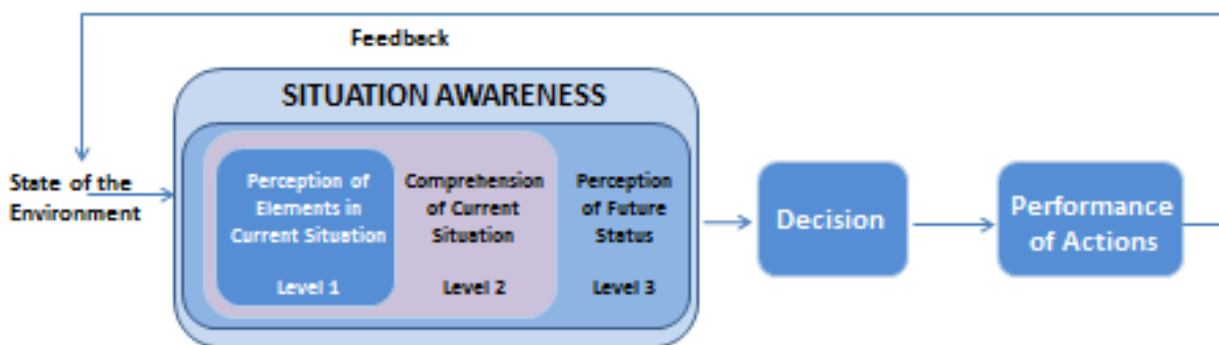 Feedback
SITUATION AWARENESS
State of the
Environment
Perception of
Elements in
Current Situation
Level 1
Comprehension
of Current
Situation
Level 2
Perception
of Future
Status
Level 3
Decision
Performance
of Actions